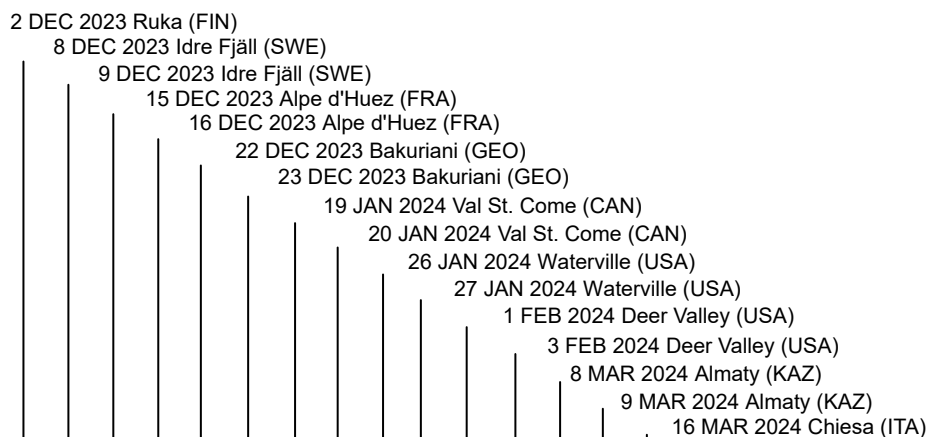 2 DEC 2023 Ruka (FIN)
8 DEC 2023 Idre Fjäll (SWE)
9 DEC 2023 Idre Fjäll (SWE)
15 DEC 2023 Alpe d'Huez (FRA)
16 DEC 2023 Alpe d'Huez (FRA)
22 DEC 2023 Bakuriani (GEO)
23 DEC 2023 Bakuriani (GEO)
19 JAN 2024 Val St. Come (CAN)
20 JAN 2024 Val St. Come (CAN)
26 JAN 2024 Waterville (USA)
27 JAN 2024 Waterville (USA)
1 FEB 2024 Deer Valley (USA)
3 FEB 2024 Deer Valley (USA)
8 MAR 2024 Almaty (KAZ)
9 MAR 2024 Almaty (KAZ)
16 MAR 2024 Chiesa (ITA)